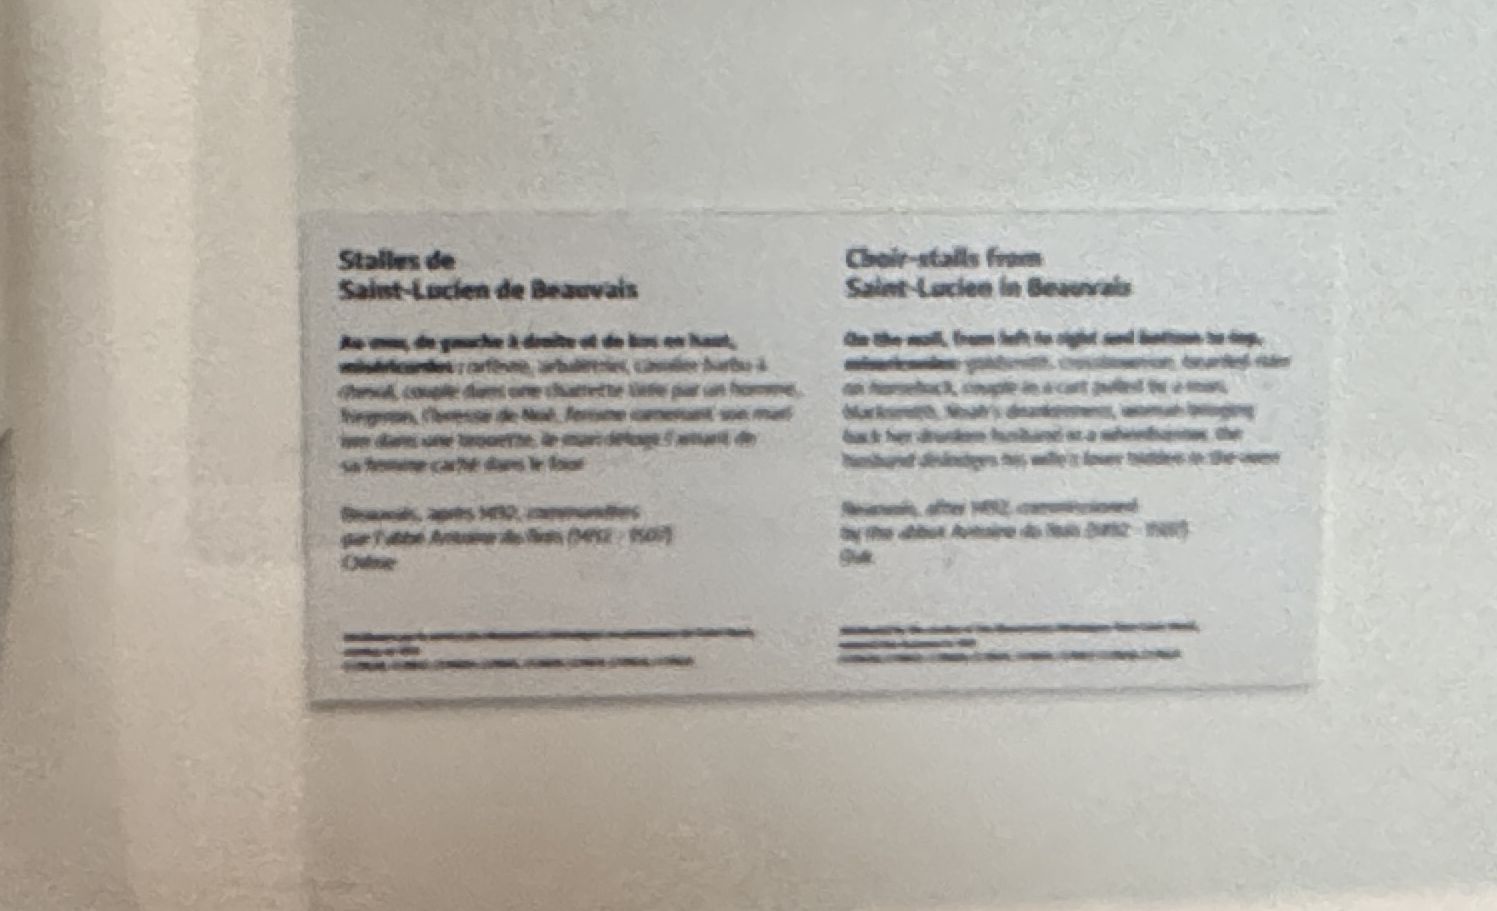 Stalles de
Saint-Lucien de Beauvais
Au mur, de gauche à droite et de bas en haut,
miséricordes : orfèvre, arbalétrier, cavalier barbu à
cheval, couple dans une charrette tirée par un homme,
forgeron, l'ivresse de Noé, femme ramenant son mari
ivre dans une brouette, le mari déloge l'amant de
sa femme caché dans le four
Beauvais, après 1492, commandées
par l'abbé Antoine du Bois (1492 - 1507)
Chêne
Choir-stalls from
Saint-Lucien in Beauvais
On the wall, from left to right and bottom to top,
misericordes: goldsmith, crossbowman, bearded rider
on horseback, couple in a cart pulled by a man,
blacksmith, Noah's drunkenness, woman bringing
back her drunken husband in a wheelbarrow, the
husband dislodges his wife's lover hidden in the oven
Beauvais, after 1492, commissioned
by the abbot Antoine du Bois (1492 - 1507)
Oak